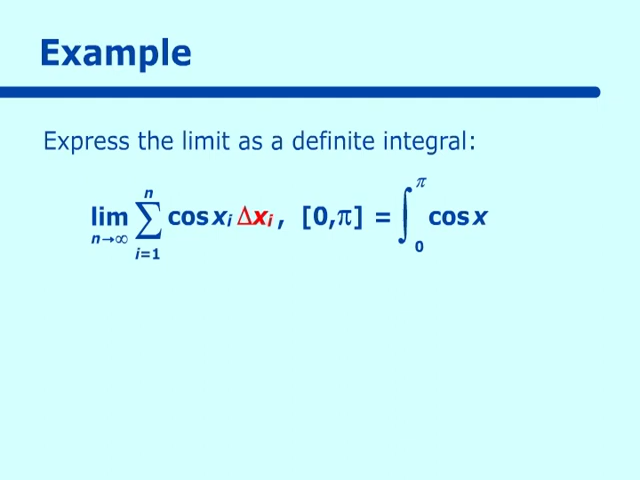 Example
Express the limit as a definite integral:
lim n→∞ ∑ i=1 n cos xᵢ Δxᵢ, [0,π] = ∫ 0 π cos x